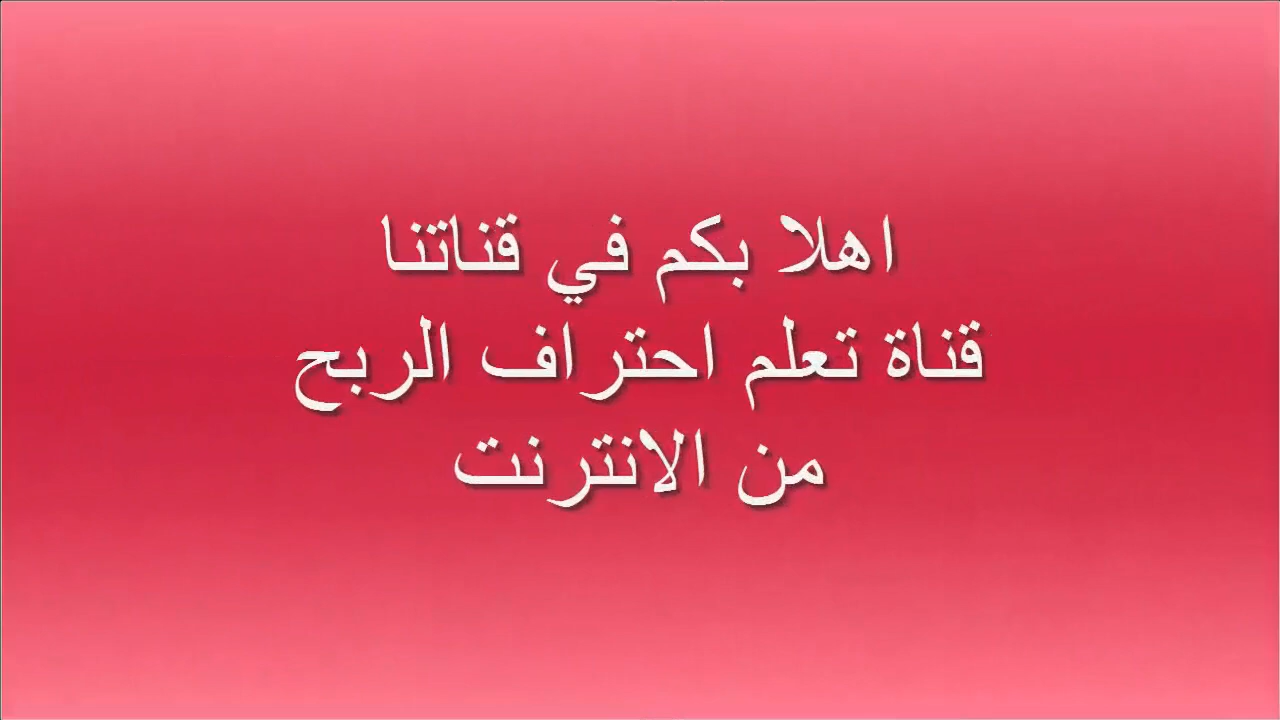 اهلا بكم في قناتنا
قناة تعلم احتراف الربح
من الانترنت